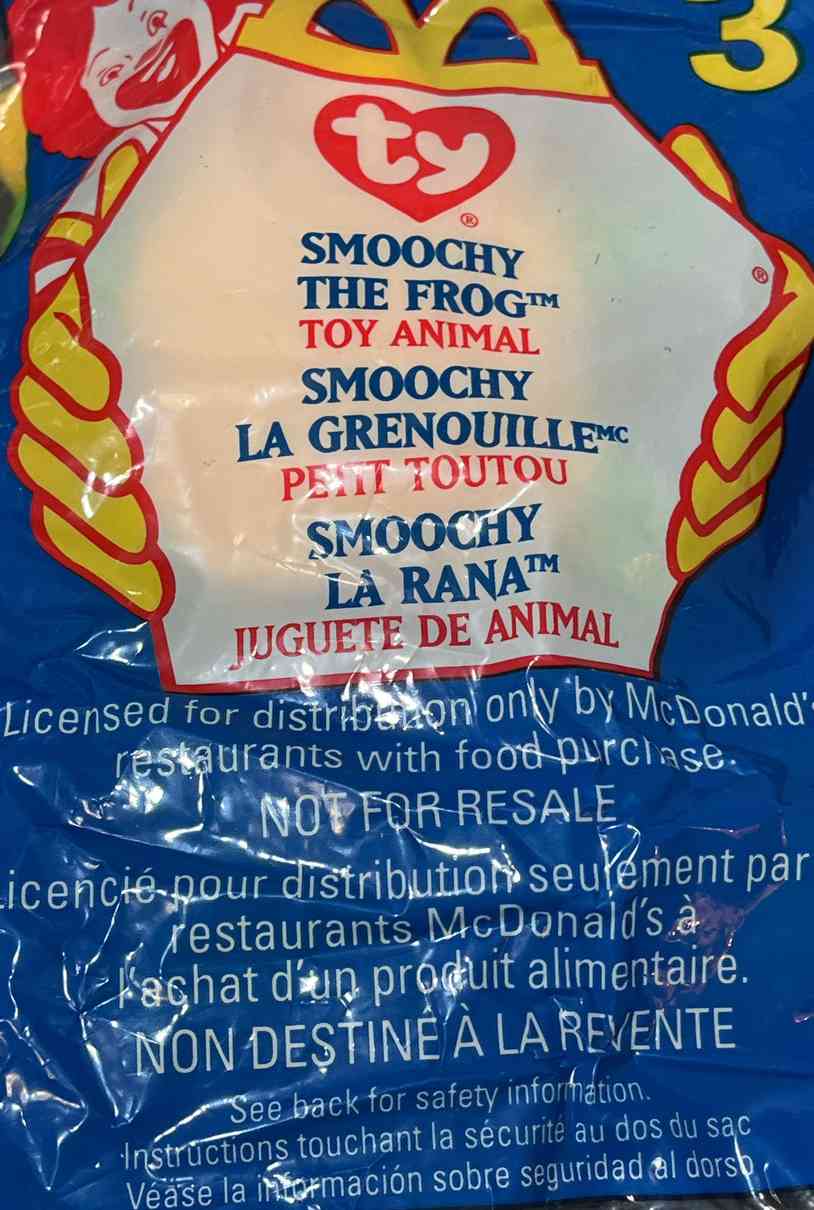 3
ty®
SMOOCHY
THE FROG™
®
TOY ANIMAL
SMOOCHY
LA GRENOUILLEMC
PETIT TOUTOU
SMOOCHY
LA RANA™
JUGUETE DE ANIMAL
Licensed for distribution only by McDonald's
restaurants with food purchase.
NOT FOR RESALE
Licencié pour distribution seulement par
restaurants McDonald's à
l'achat d'un produit alimentaire.
NON DESTINÉ À LA REVENTE
See back for safety information.
Instructions touchant la sécurité au dos du sac
Véase la información sobre seguridad al dorso